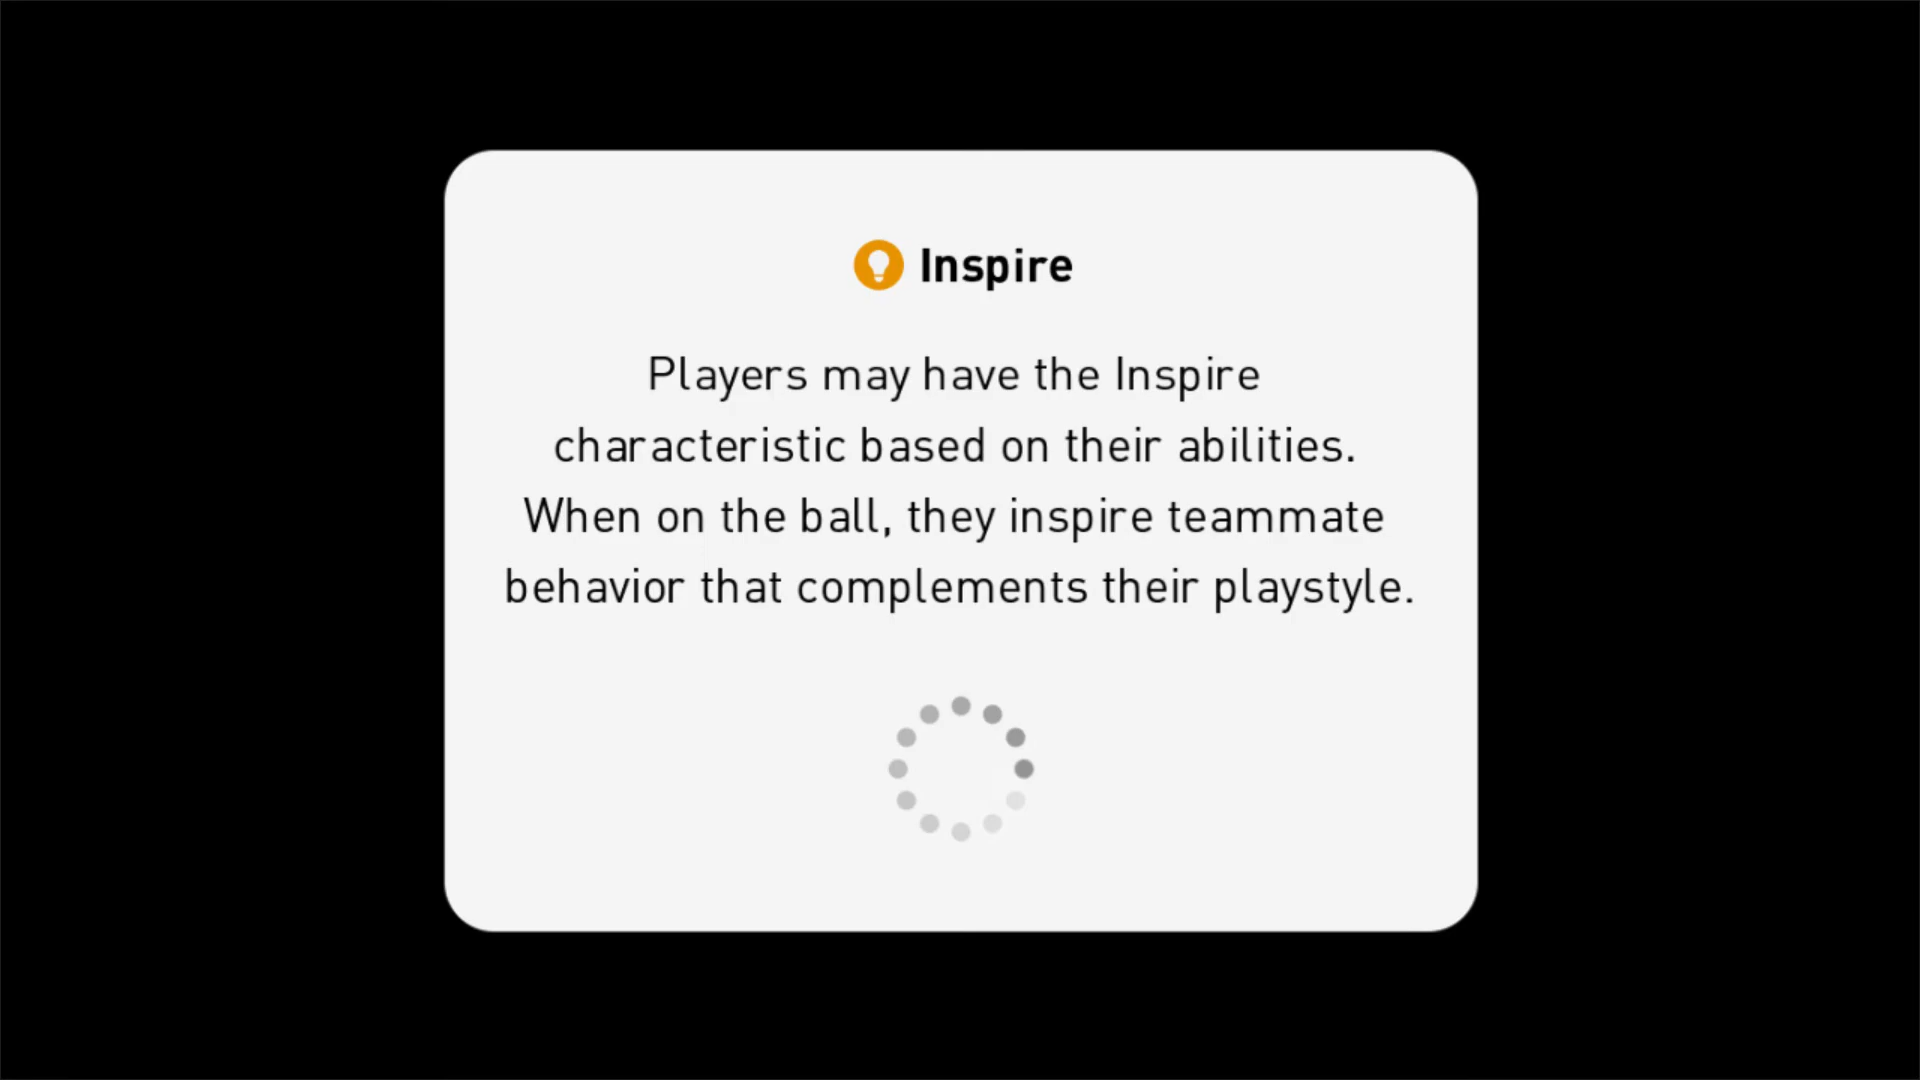 Inspire
Players may have the Inspire
characteristic based on their abilities.
When on the ball, they inspire teammate
behavior that complements their playstyle.